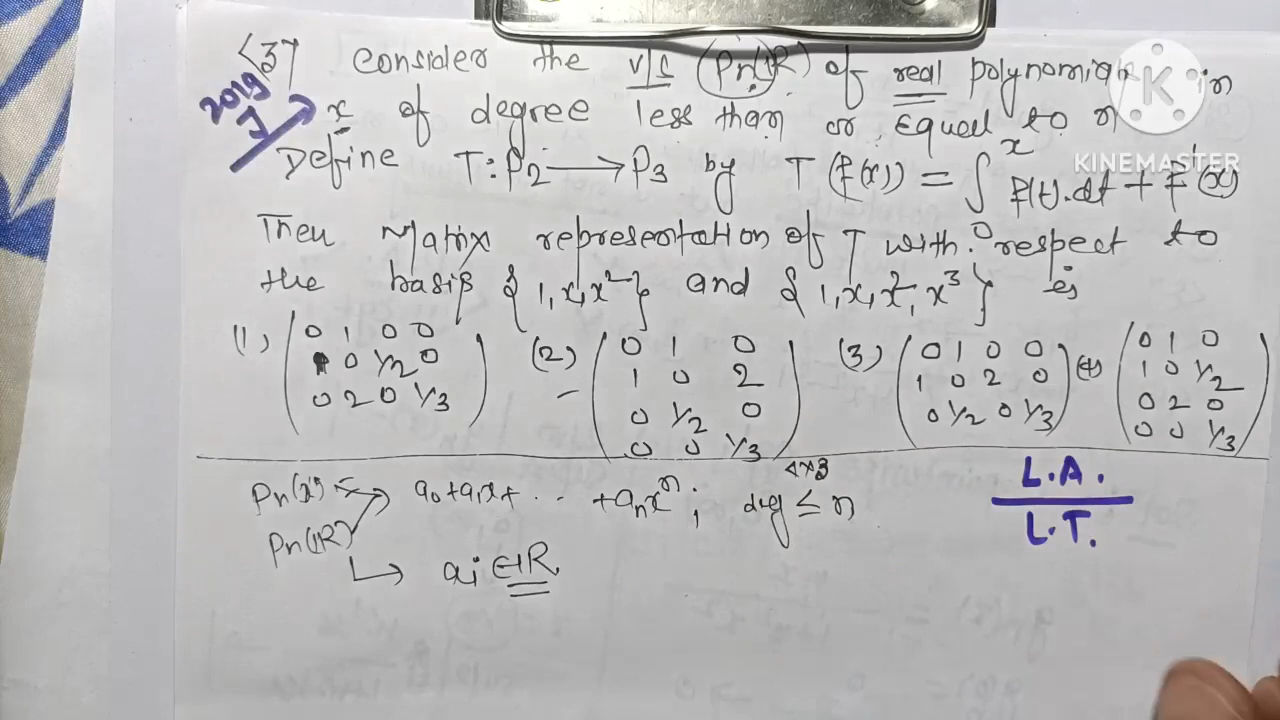 <37 Consider the V/S (Pn(IR) of real polynomial in
2019
J
x of degree less than or Equal to n
KINEMASTER
Define T: P2 → P3 by T (f(x)) = ∫₀ˣ f(t).dt + f'(x)
Then Matrix representation of T with respect to
the basis {1, x, x²} and {1, x, x², x³} is
(1) (0 1 0 0 (2) (0 1 0 (3) (0 1 0 0 (4) (0 1 0
1 0 1/2 0 1 0 2 1 0 2 0 1 0 1/2
0 2 0 1/3) 0 1/2 0 0 1/2 0 1/3) 0 2 0
0 0 1/3) 0 0 1/3)
L.A.
L.T.
Pn(x) → a0+a1x+ ... + anxⁿ ; deg ≤ n
Pn(IR)
↳ ai ∈ IR